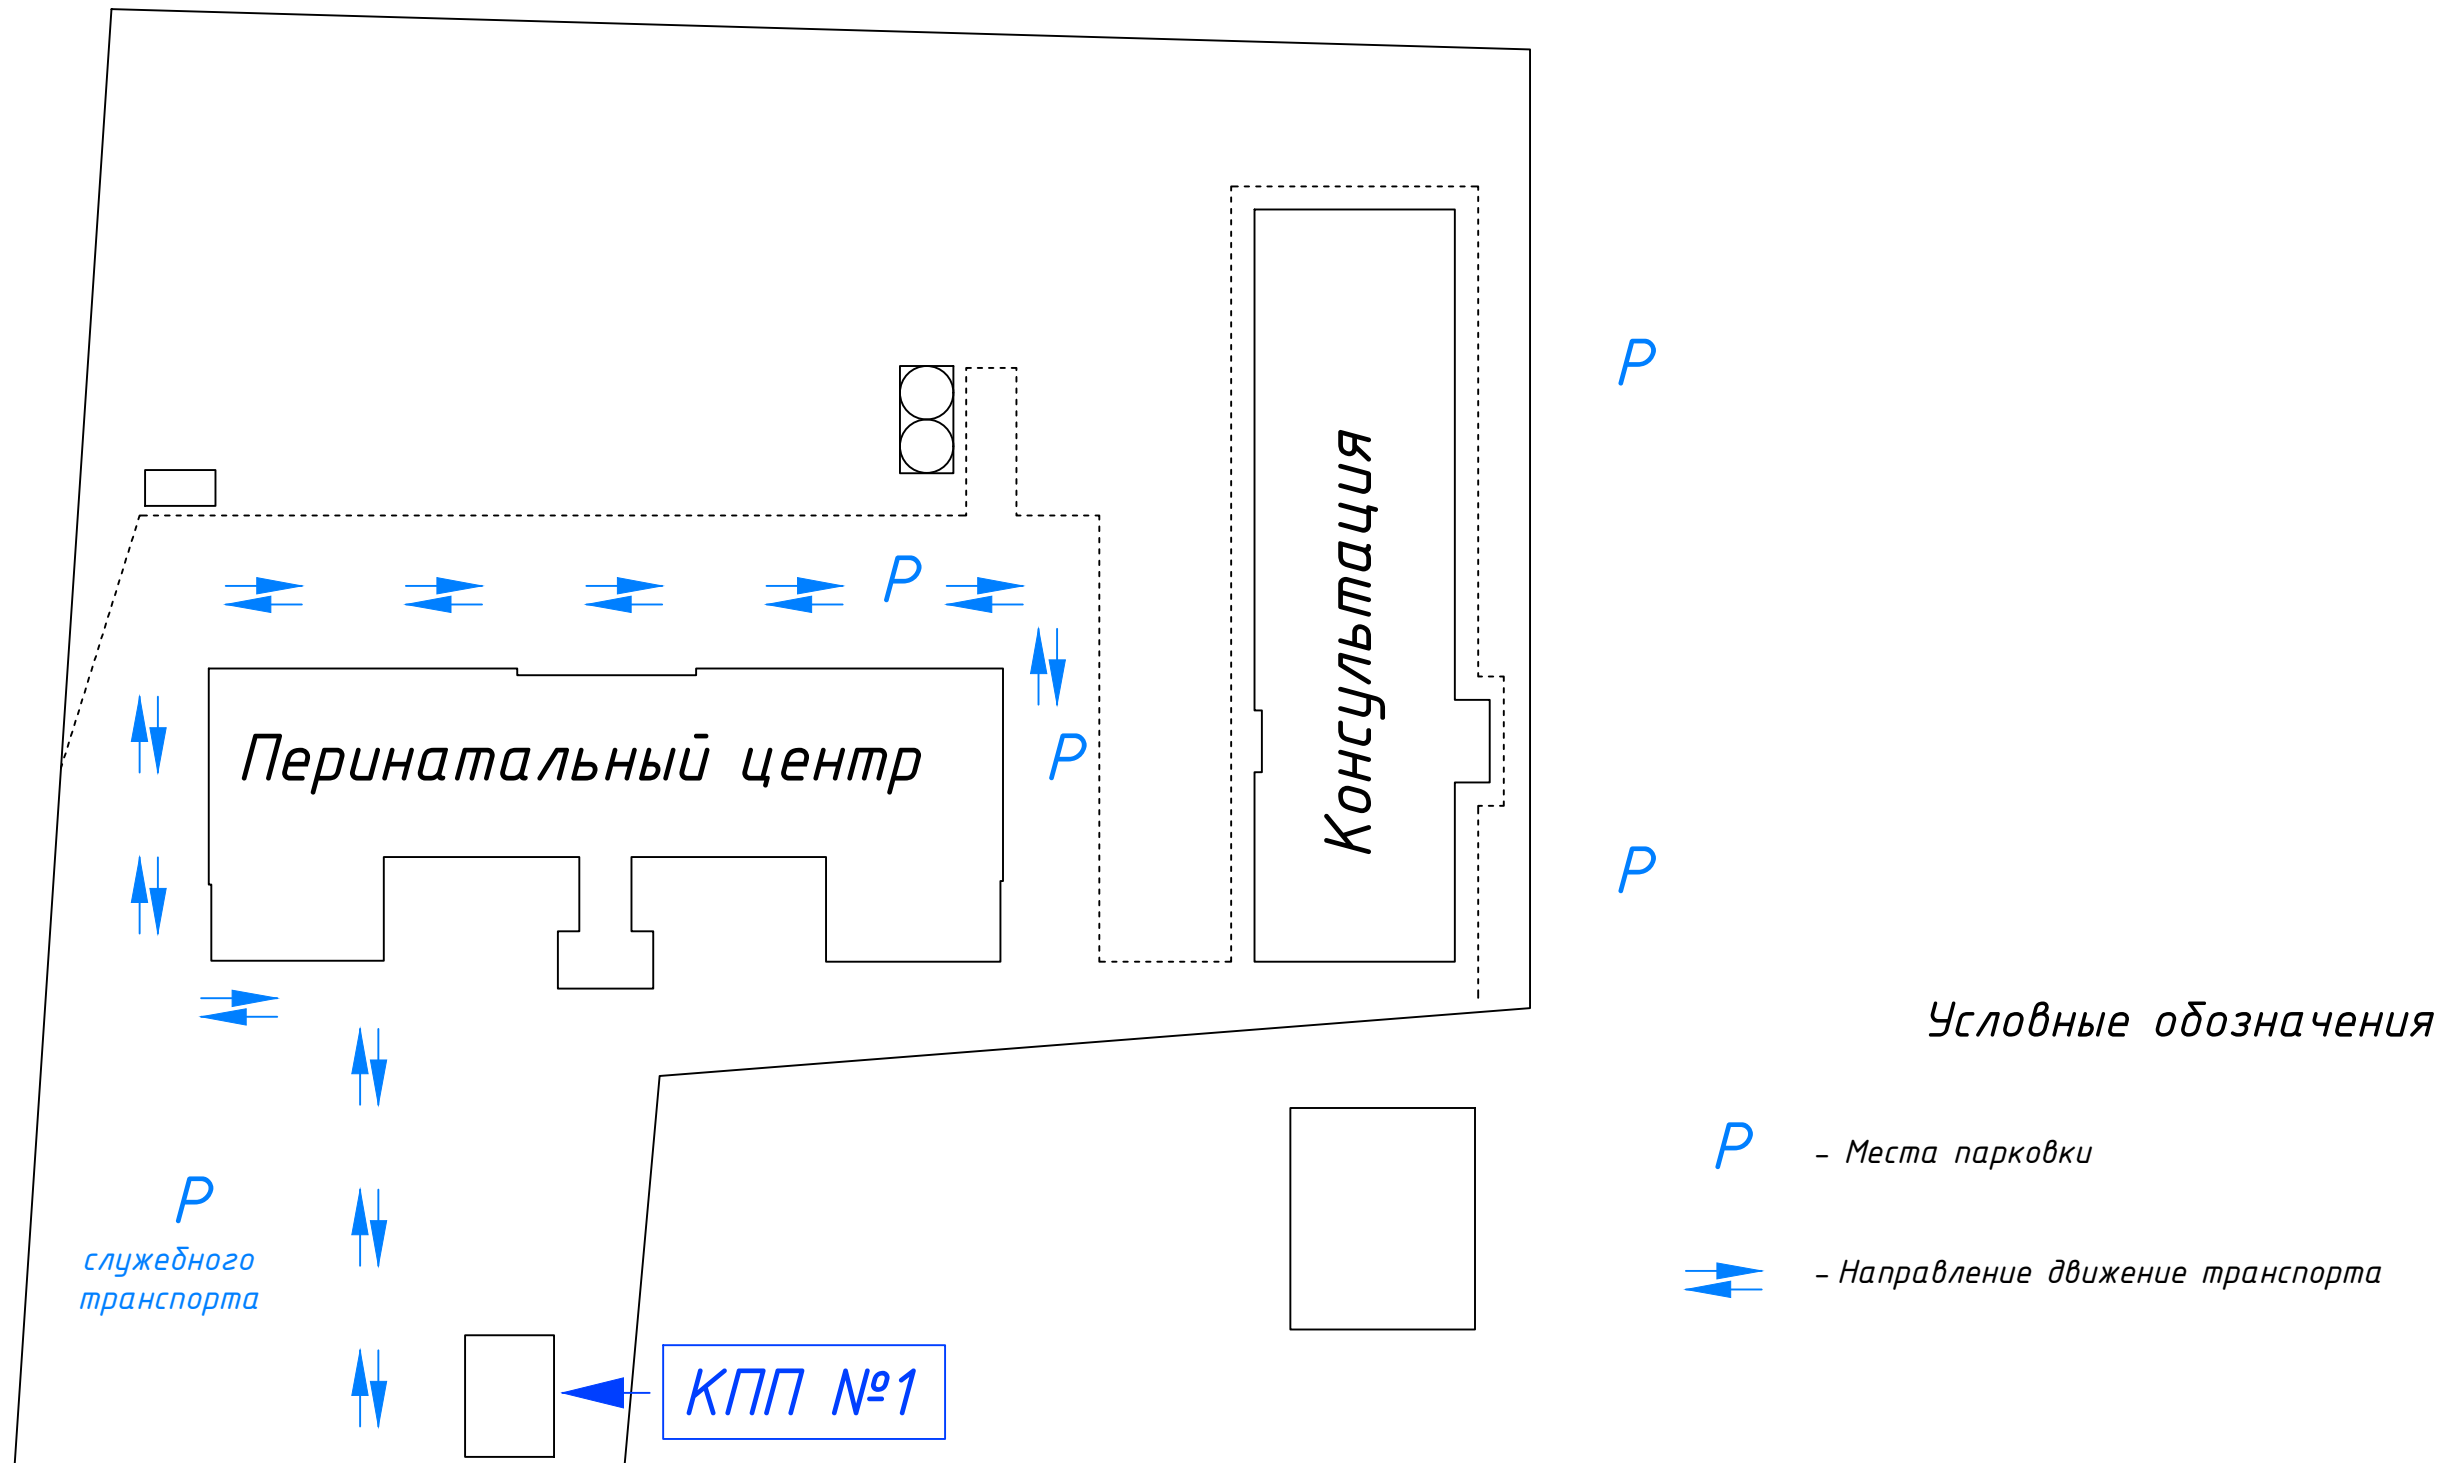 P
P
Консультация
P
Перинатальный центр
P
P
Условные обозначения
P - Места парковки
- Направление движение транспорта
P
служебного
транспорта
КПП №1